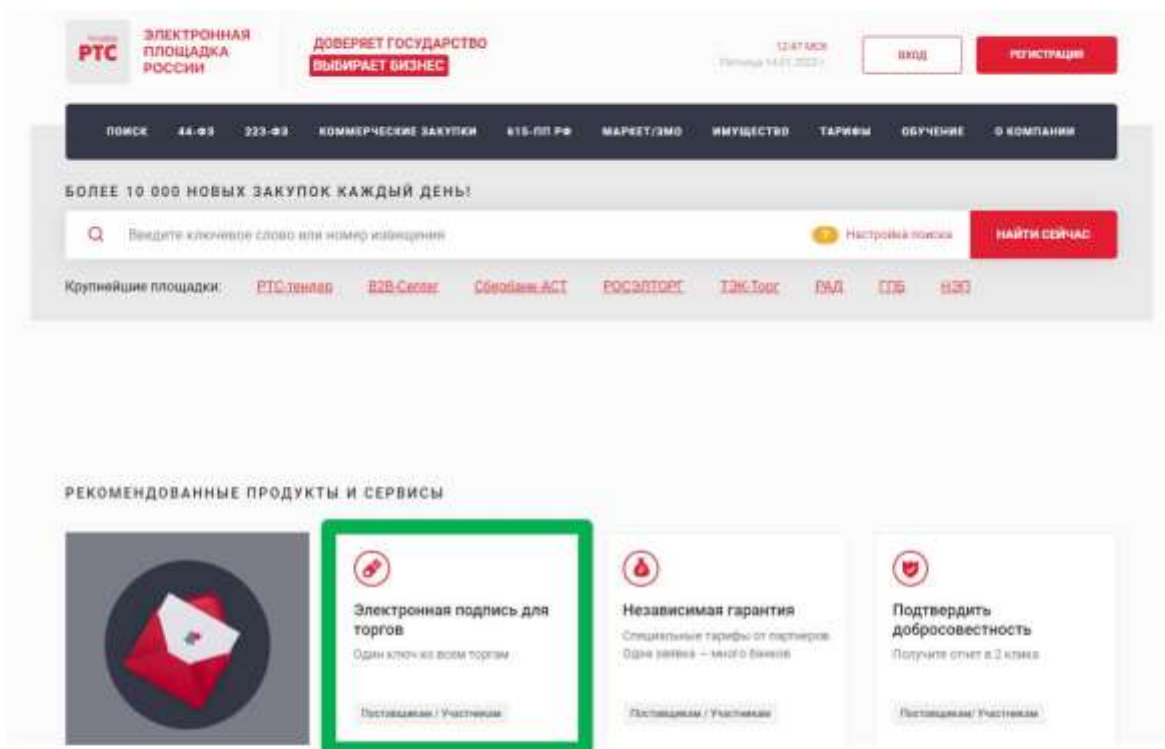 РТС
ЭЛЕКТРОННАЯ
ПЛОЩАДКА
РОССИИ
ДОВЕРЯЕТ ГОСУДАРСТВО
ВЫБИРАЕТ БИЗНЕС
12:47 МСК
ВХОД
РЕГИСТРАЦИЯ
ПОИСК 44-ФЗ 223-ФЗ КОММЕРЧЕСКИЕ ЗАКУПКИ 615-ПП РФ МАРКЕТ/ЗМО ИМУЩЕСТВО ТАРИФЫ ОБУЧЕНИЕ О КОМПАНИИ
БОЛЕЕ 10 000 НОВЫХ ЗАКУПОК КАЖДЫЙ ДЕНЬ!
Введите ключевое слово или номер извещения
Настройка поиска
НАЙТИ СЕЙЧАС
Крупнейшие площадки: РТС-тендер B2B-Center Сбербанк-АСТ РОСЭЛТОРГ ТЭК-Торг РАД ГПБ НЭП
РЕКОМЕНДОВАННЫЕ ПРОДУКТЫ И СЕРВИСЫ
Электронная подпись для
торгов
Один ключ ко всем торгам
Поставщикам / Участникам
Независимая гарантия
Специальные тарифы от партнеров
Одна заявка — много банков
Поставщикам / Участникам
Подтвердить
добросовестность
Получите отчет в 2 клика
Поставщикам/ Участникам